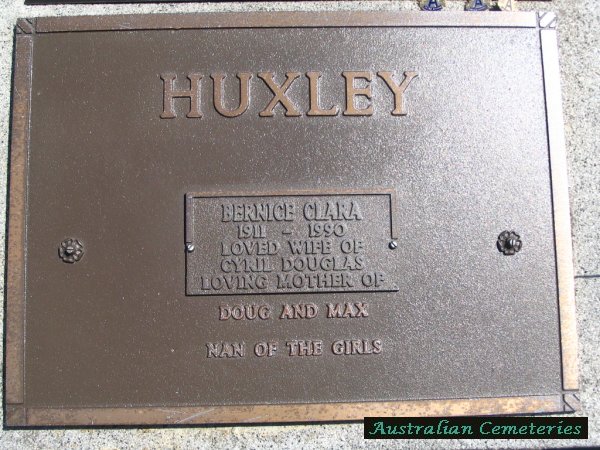 HUXLEY
BERNICE CLARA
1911 - 1990
LOVED WIFE OF
CYRIL DOUGLAS
LOVING MOTHER OF
DOUG AND MAX
NAN OF THE GIRLS
Australian Cemeteries